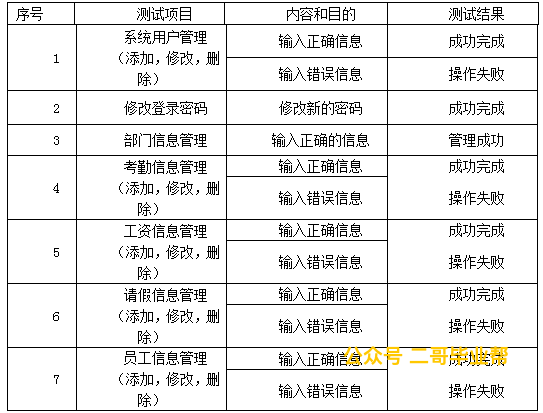 序号 测试项目 内容和目的 测试结果
1 系统用户管理（添加，修改，删除） 输入正确信息 成功完成
输入错误信息 操作失败
2 修改登录密码 修改新的密码 成功完成
3 部门信息管理 输入正确的信息 管理成功
4 考勤信息管理（添加，修改，删除） 输入正确信息 成功完成
输入错误信息 操作失败
5 工资信息管理（添加，修改，删除） 输入正确信息 成功完成
输入错误信息 操作失败
6 请假信息管理（添加，修改，删除） 输入正确信息 成功完成
输入错误信息 操作失败
7 员工信息管理（添加，修改，删除） 输入正确信息 成功完成
公众号 二哥毕业帮
输入错误信息 操作失败